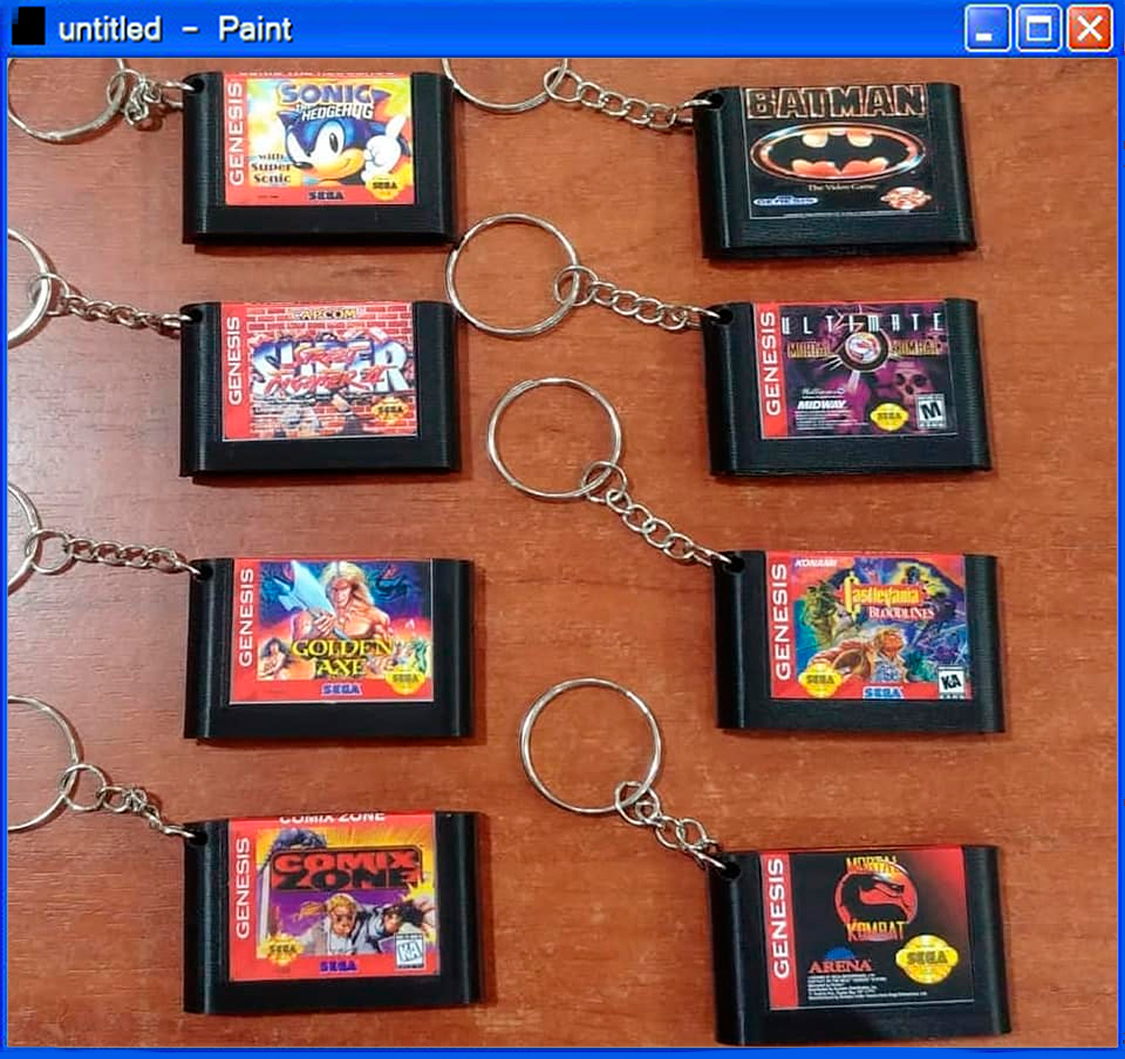 untitled - Paint
GENESIS
SONIC
THE
HEDGEHOG
with
Super
Sonic
SEGA
SEGA
BATMAN
The Video Game
GENESIS
GENESIS
CAPCOM
SUPER
STREET
FIGHTER II
SEGA
GENESIS
ULTIMATE
MORTAL KOMBAT
MIDWAY
SEGA
M
GENESIS
GOLDEN
AXE
SEGA
SEGA
GENESIS
KONAMI
Castlevania
BLOODLINES
SEGA
SEGA
K-A
COMIX ZONE
GENESIS
COMIX
ZONE
SEGA
SEGA
K-A
GENESIS
MORTAL
KOMBAT
ARENA
SEGA